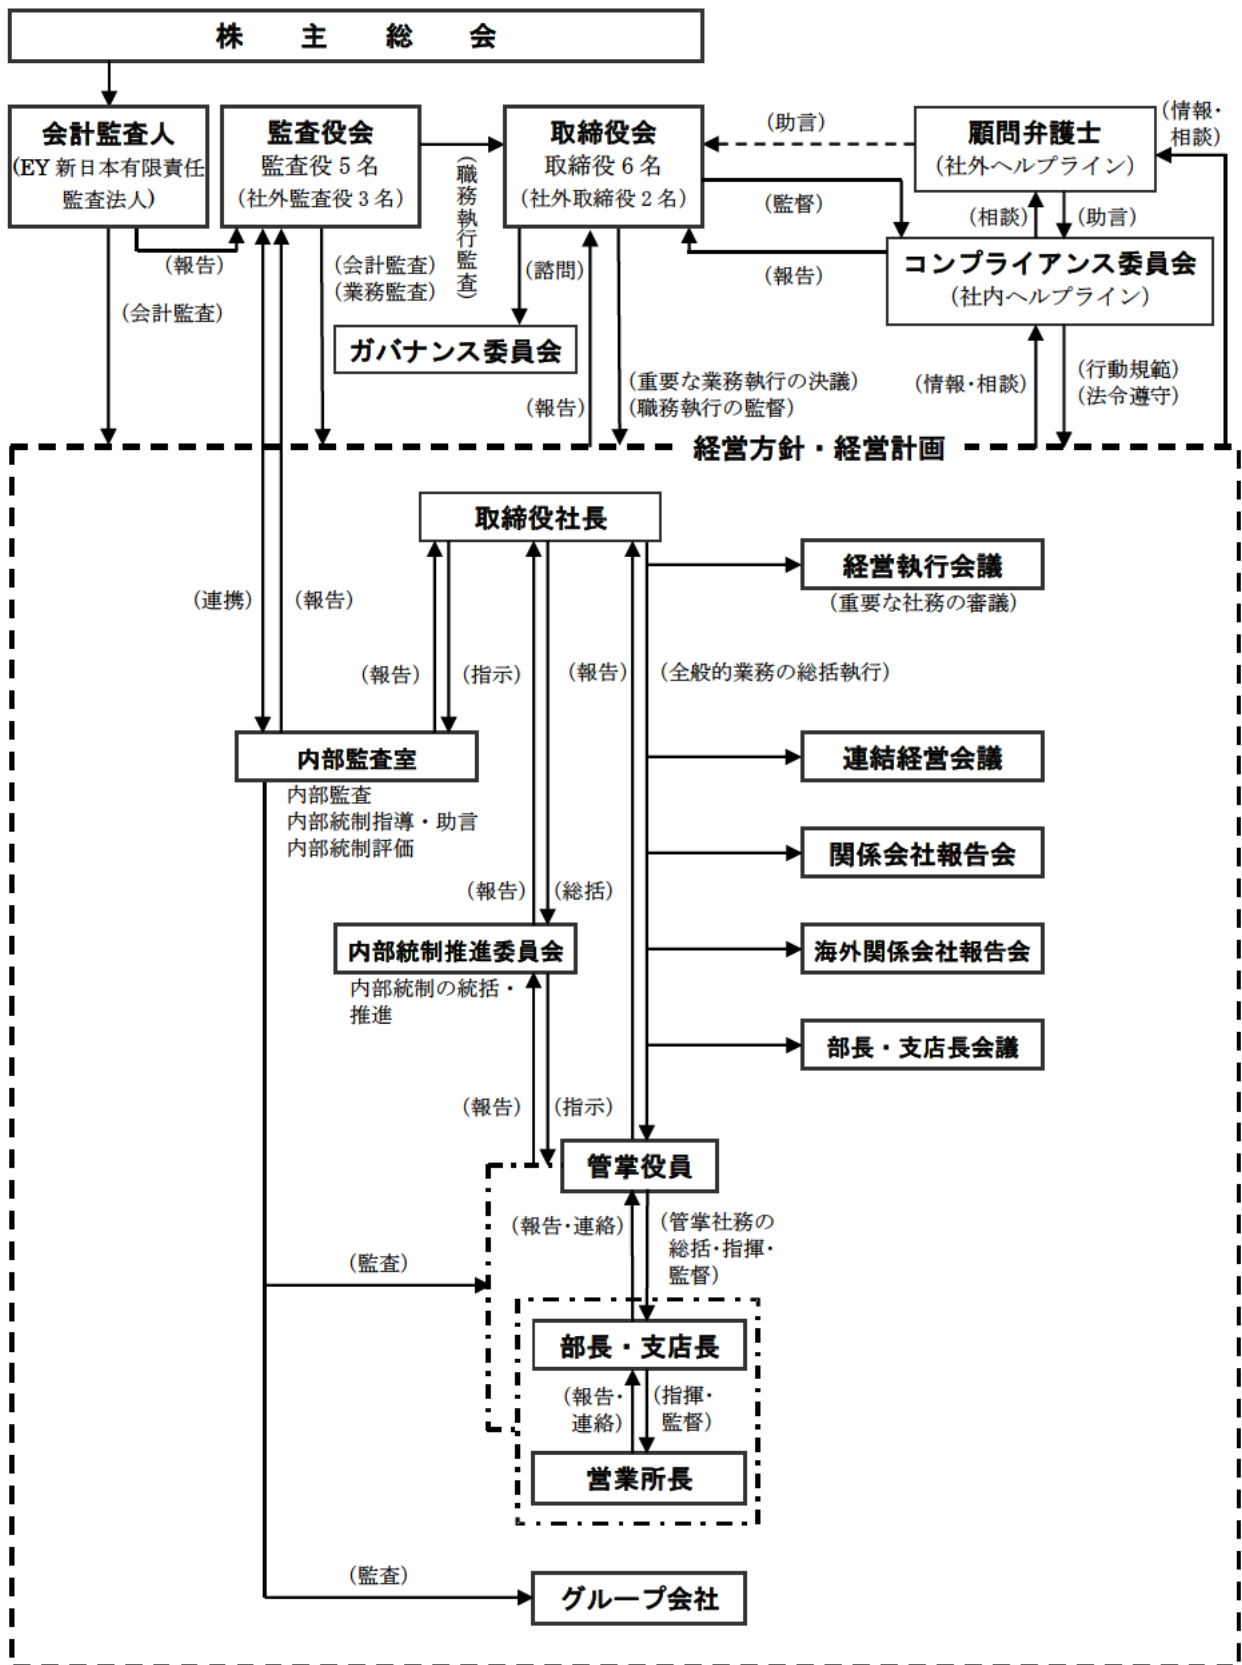 株 主 総 会
会計監査人
(EY 新日本有限責任
監査法人)
監査役会
監査役 5 名
(社外監査役 3 名)
(職務執行監査)
取締役会
取締役 6 名
(社外取締役 2 名)
(助言)
(監督)
(報告)
顧問弁護士
(社外ヘルプライン)
(情報・
相談)
(相談)
(助言)
コンプライアンス委員会
(社内ヘルプライン)
(報告)
(会計監査)
(会計監査)
(業務監査)
(諮問)
ガバナンス委員会
(報告)
(重要な業務執行の決議)
(職務執行の監督)
(情報・相談)
(行動規範)
(法令遵守)
経営方針・経営計画
取締役社長
経営執行会議
(重要な社務の審議)
(連携)
(報告)
(報告)
(指示)
(報告)
(全般的業務の総括執行)
内部監査室
内部監査
内部統制指導・助言
内部統制評価
連結経営会議
関係会社報告会
(報告)
(総括)
内部統制推進委員会
内部統制の統括・
推進
海外関係会社報告会
部長・支店長会議
(報告)
(指示)
管掌役員
(報告・連絡)
(管掌社務の
総括・指揮・
監督)
(監査)
部長・支店長
(報告・
連絡)
(指揮・
監督)
営業所長
(監査)
グループ会社